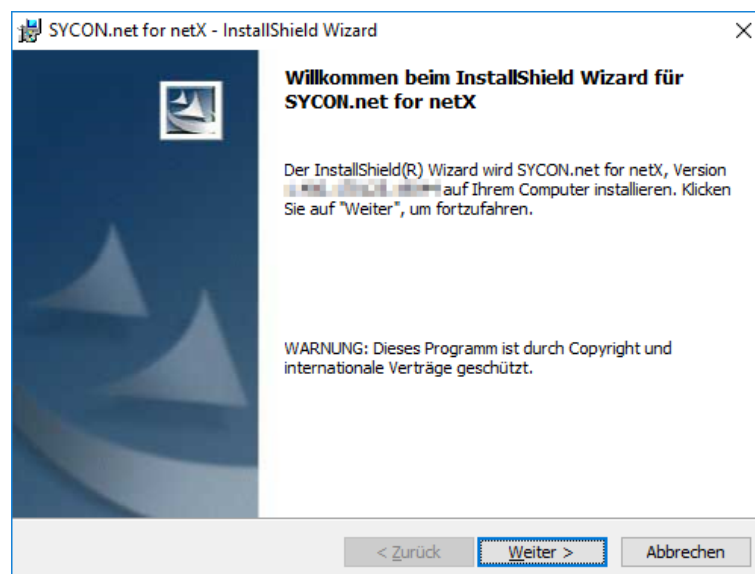 SYCON.net for netX - InstallShield Wizard
Willkommen beim InstallShield Wizard für
SYCON.net for netX
Der InstallShield(R) Wizard wird SYCON.net for netX, Version
auf Ihrem Computer installieren. Klicken
Sie auf "Weiter", um fortzufahren.
WARNUNG: Dieses Programm ist durch Copyright und
internationale Verträge geschützt.
< Zurück Weiter > Abbrechen